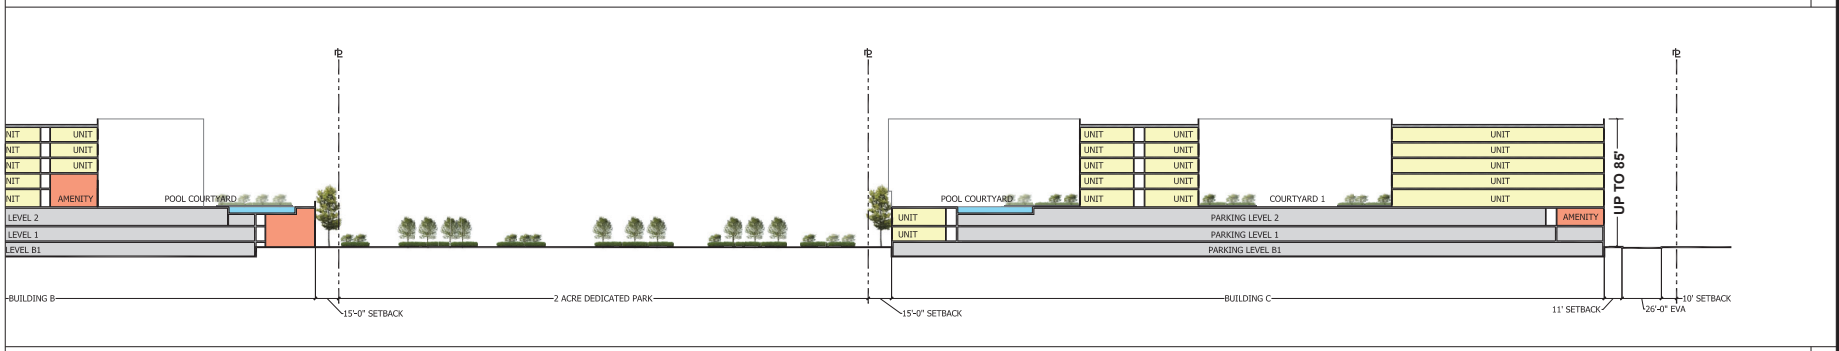 PL
PL
PL
NIT
UNIT
UNIT
UNIT
UNIT
NIT
UNIT
UNIT
UNIT
UNIT
NIT
UNIT
UNIT
UNIT
UNIT
NIT
UNIT
UNIT
UNIT
NIT
AMENITY
POOL COURTYARD
POOL COURTYARD
UNIT
UNIT
COURTYARD 1
UNIT
UP TO 85'
LEVEL 2
UNIT
PARKING LEVEL 2
AMENITY
LEVEL 1
UNIT
PARKING LEVEL 1
LEVEL B1
PARKING LEVEL B1
BUILDING B
2 ACRE DEDICATED PARK
BUILDING C
10' SETBACK
15'-0" SETBACK
15'-0" SETBACK
11' SETBACK
26'-0" EVA